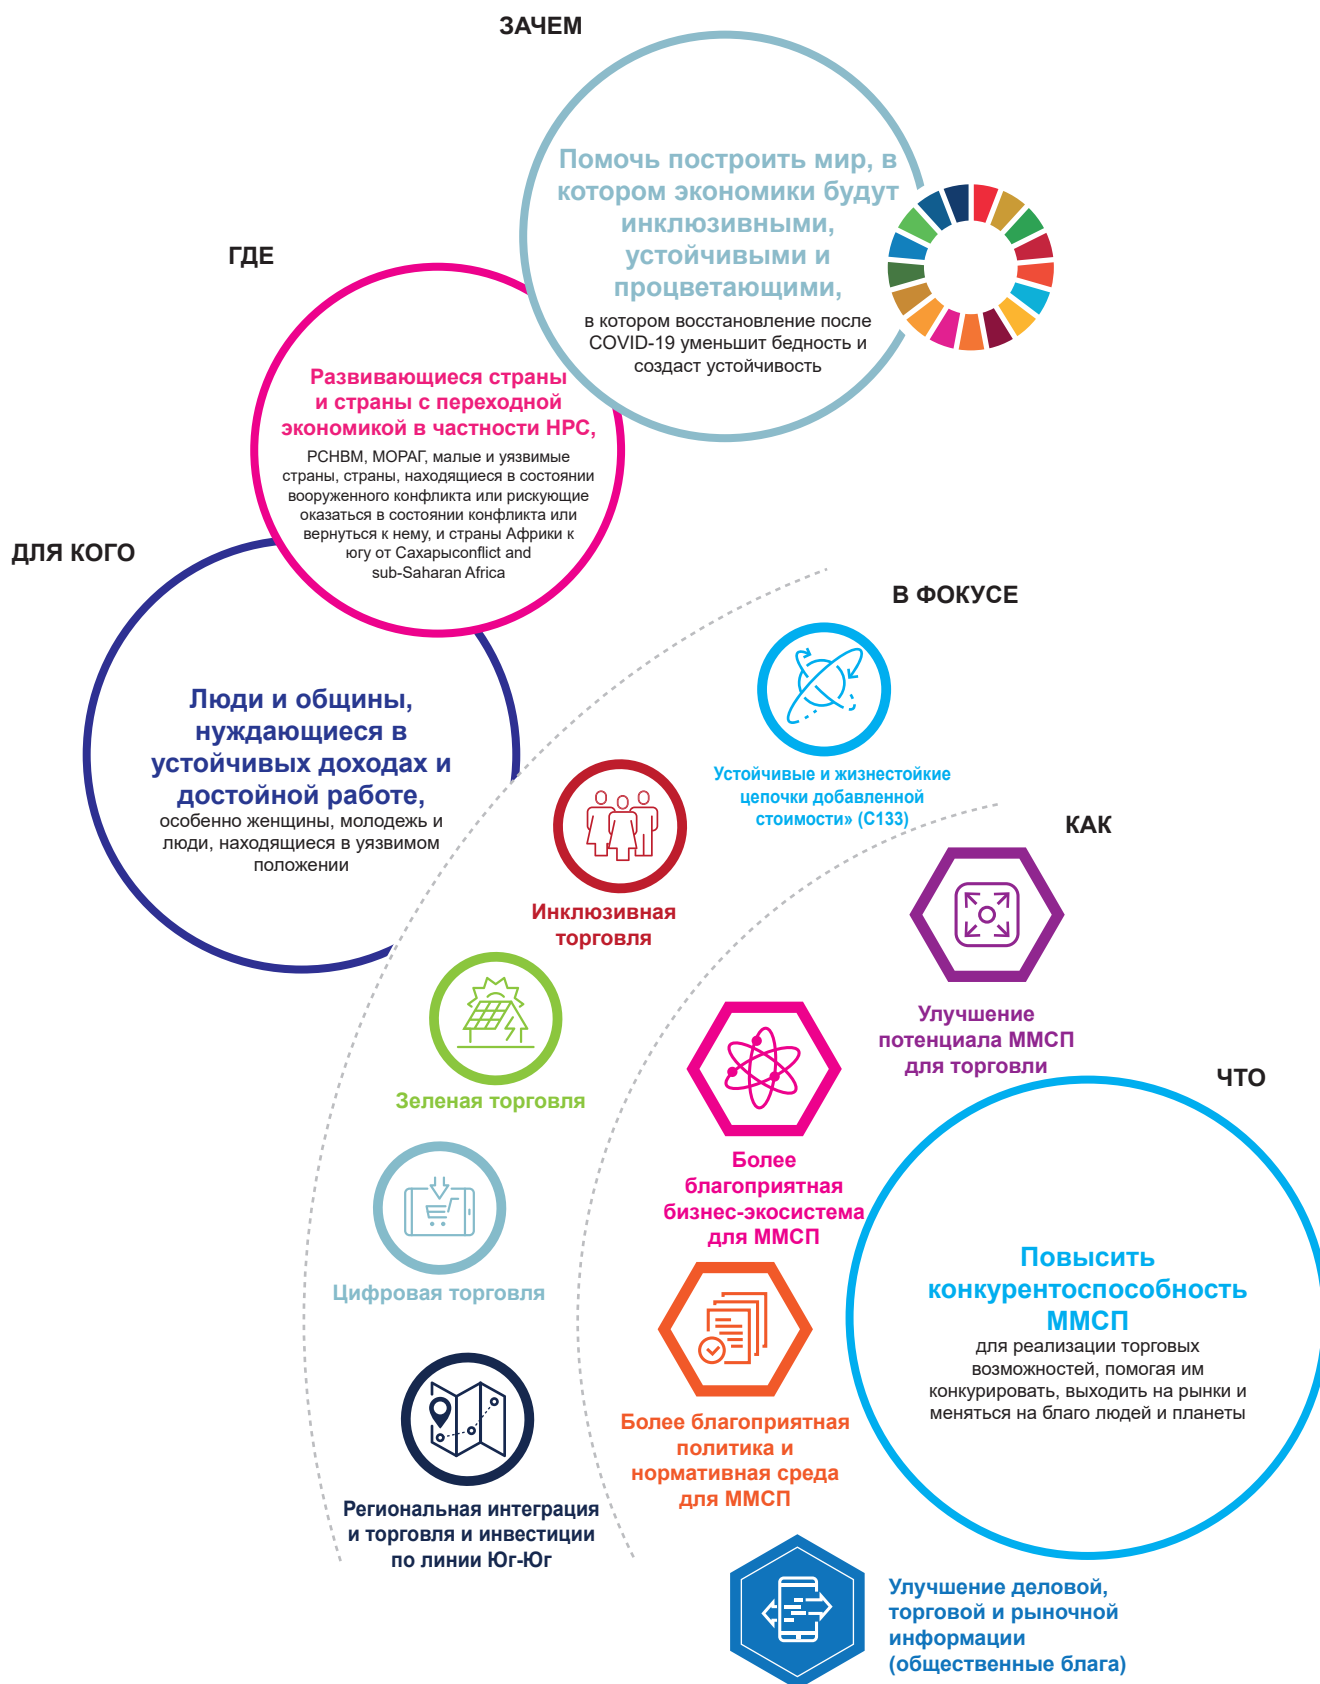 ЗАЧЕМ
Помочь построить мир, в
котором экономики будут
инклюзивными,
устойчивыми и
процветающими,
в котором восстановление после
COVID-19 уменьшит бедность и
создаст устойчивость
ГДЕ
Развивающиеся страны
и страны с переходной
экономикой в частности НРС,
РСНВМ, МОРАГ, малые и уязвимые
страны, страны, находящиеся в состоянии
вооруженного конфликта или рискующие
оказаться в состоянии конфликта или
вернуться к нему, и страны Африки к
югу от Сахарыconflict and
sub-Saharan Africa
ДЛЯ КОГО
Люди и общины,
нуждающиеся в
устойчивых доходах и
достойной работе,
особенно женщины, молодежь и
люди, находящиеся в уязвимом
положении
В ФОКУСЕ
Устойчивые и жизнестойкие
цепочки добавленной
стоимости» (C133)
Инклюзивная
торговля
Зеленая торговля
Цифровая торговля
Региональная интеграция
и торговля и инвестиции
по линии Юг-Юг
КАК
Улучшение
потенциала ММСП
для торговли
Более
благоприятная
бизнес-экосистема
для ММСП
Более благоприятная
политика и
нормативная среда
для ММСП
Улучшение деловой,
торговой и рыночной
информации
(общественные блага)
ЧТО
Повысить
конкурентоспособность
ММСП
для реализации торговых
возможностей, помогая им
конкурировать, выходить на рынки и
меняться на благо людей и планеты